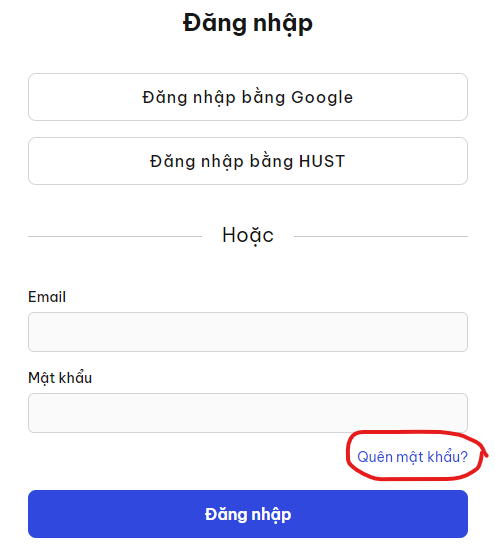 Đăng nhập
Đăng nhập bằng Google
Đăng nhập bằng HUST
Hoặc
Email
Mật khẩu
Quên mật khẩu?
Đăng nhập